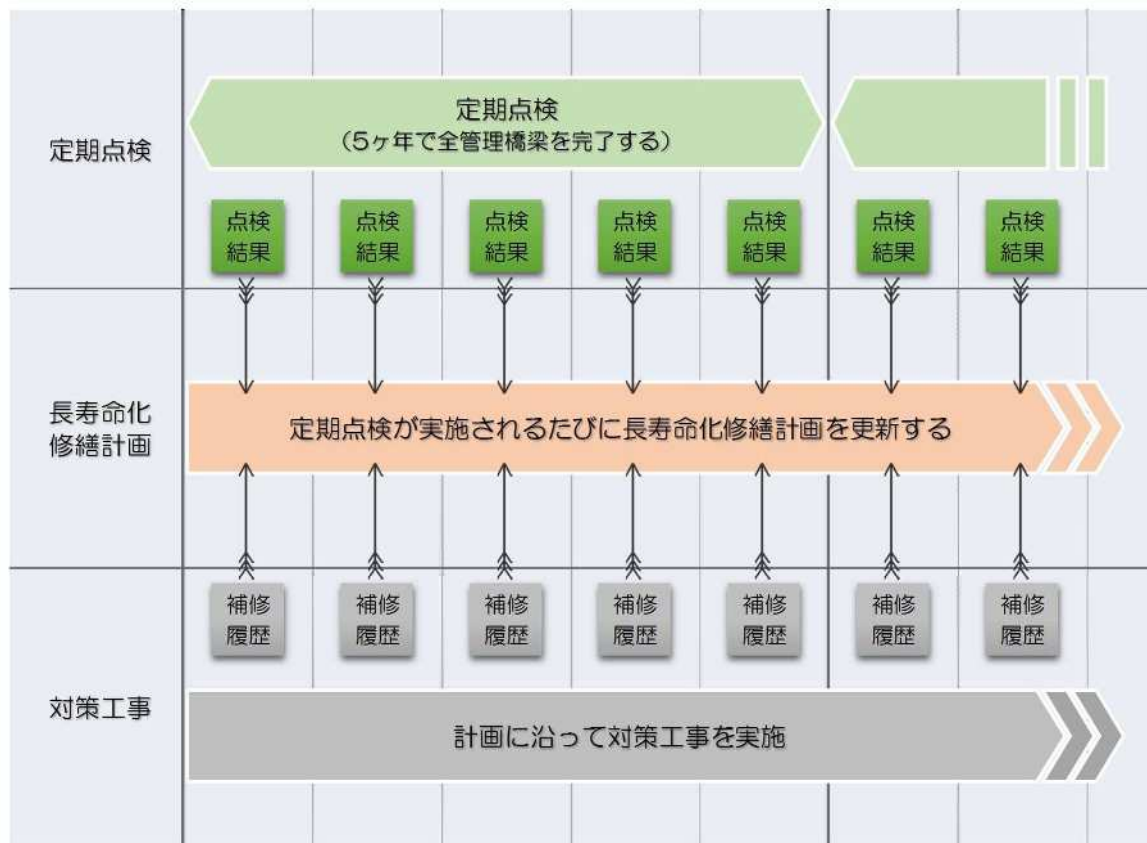 定期点検
定期点検
(5ヶ年で全管理橋梁を完了する)
点検
結果
点検
結果
点検
結果
点検
結果
点検
結果
点検
結果
点検
結果
長寿命化
修繕計画
定期点検が実施されるたびに長寿命化修繕計画を更新する
補修
履歴
補修
履歴
補修
履歴
補修
履歴
補修
履歴
補修
履歴
補修
履歴
対策工事
計画に沿って対策工事を実施